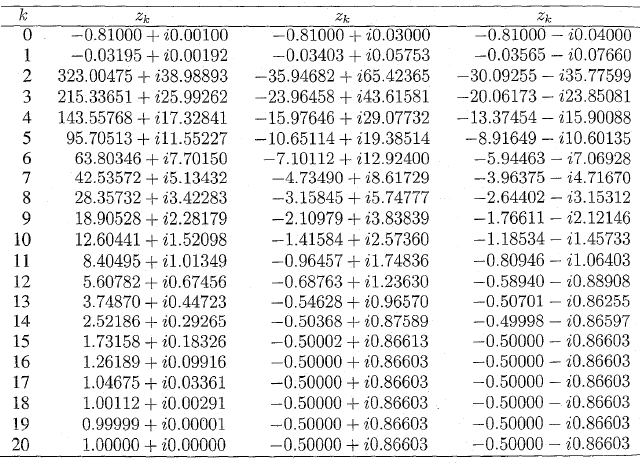 k z_k z_k z_k
0 −0.81000 + i0.00100 −0.81000 + i0.03000 −0.81000 − i0.04000
1 −0.03195 + i0.00192 −0.03403 + i0.05753 −0.03565 − i0.07660
2 323.00475 + i38.98893 −35.94682 + i65.42365 −30.09255 − i35.77599
3 215.33651 + i25.99262 −23.96458 + i43.61581 −20.06173 − i23.85081
4 143.55768 + i17.32841 −15.97646 + i29.07732 −13.37454 − i15.90088
5 95.70513 + i11.55227 −10.65114 + i19.38514 −8.91649 − i10.60135
6 63.80346 + i7.70150 −7.10112 + i12.92400 −5.94463 − i7.06928
7 42.53572 + i5.13432 −4.73490 + i8.61729 −3.96375 − i4.71670
8 28.35732 + i3.42283 −3.15845 + i5.74777 −2.64402 − i3.15312
9 18.90528 + i2.28179 −2.10979 + i3.83839 −1.76611 − i2.12146
10 12.60441 + i1.52098 −1.41584 + i2.57360 −1.18534 − i1.45733
11 8.40495 + i1.01349 −0.96457 + i1.74836 −0.80946 − i1.06403
12 5.60782 + i0.67456 −0.68763 + i1.23630 −0.58940 − i0.88908
13 3.74870 + i0.44723 −0.54628 + i0.96570 −0.50701 − i0.86255
14 2.52186 + i0.29265 −0.50368 + i0.87589 −0.49998 − i0.86597
15 1.73158 + i0.18326 −0.50002 + i0.86613 −0.50000 − i0.86603
16 1.26189 + i0.09916 −0.50000 + i0.86603 −0.50000 − i0.86603
17 1.04675 + i0.03361 −0.50000 + i0.86603 −0.50000 − i0.86603
18 1.00112 + i0.00291 −0.50000 + i0.86603 −0.50000 − i0.86603
19 0.99999 + i0.00001 −0.50000 + i0.86603 −0.50000 − i0.86603
20 1.00000 + i0.00000 −0.50000 + i0.86603 −0.50000 − i0.86603